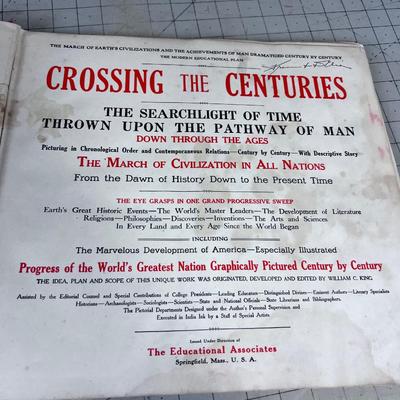 THE MARCH OF EARTH'S CIVILIZATIONS AND THE ACHIEVEMENTS OF MAN DRAMATIZED CENTURY BY CENTURY
THE MODERN EDUCATIONAL PLAN
CROSSING THE CENTURIES
THE SEARCHLIGHT OF TIME
THROWN UPON THE PATHWAY OF MAN
DOWN THROUGH THE AGES
Picturing in Chronological Order and Contemporaneous Relations—Century by Century—With Descriptive Story
THE MARCH OF CIVILIZATION IN ALL NATIONS
From the Dawn of History Down to the Present Time
THE EYE GRASPS IN ONE GRAND PROGRESSIVE SWEEP
Earth's Great Historic Events—The World's Master Leaders—The Development of Literature
Religions—Philosophies—Discoveries—Inventions—The Arts and Sciences
In Every Land and Every Age Since the World Began
INCLUDING
The Marvelous Development of America—Especially Illustrated
Progress of the World's Greatest Nation Graphically Pictured Century by Century
THE IDEA, PLAN AND SCOPE OF THIS UNIQUE WORK WAS ORIGINATED, DEVELOPED AND EDITED BY WILLIAM C. KING
Assisted by the Editorial Counsel and Special Contributions of College Presidents—Leading Educators—Distinguished Divines—Eminent Authors—Literary Specialists
Historians—Archaeologists—Sociologists—Scientists—State and National Officials—State Librarians and Bibliographers.
The Pictorial Departments Designed under the Author's Personal Supervision and
Executed in India Ink by a Staff of Special Artists
Issued Under Direction of
The Educational Associates
Springfield, Mass., U. S. A.